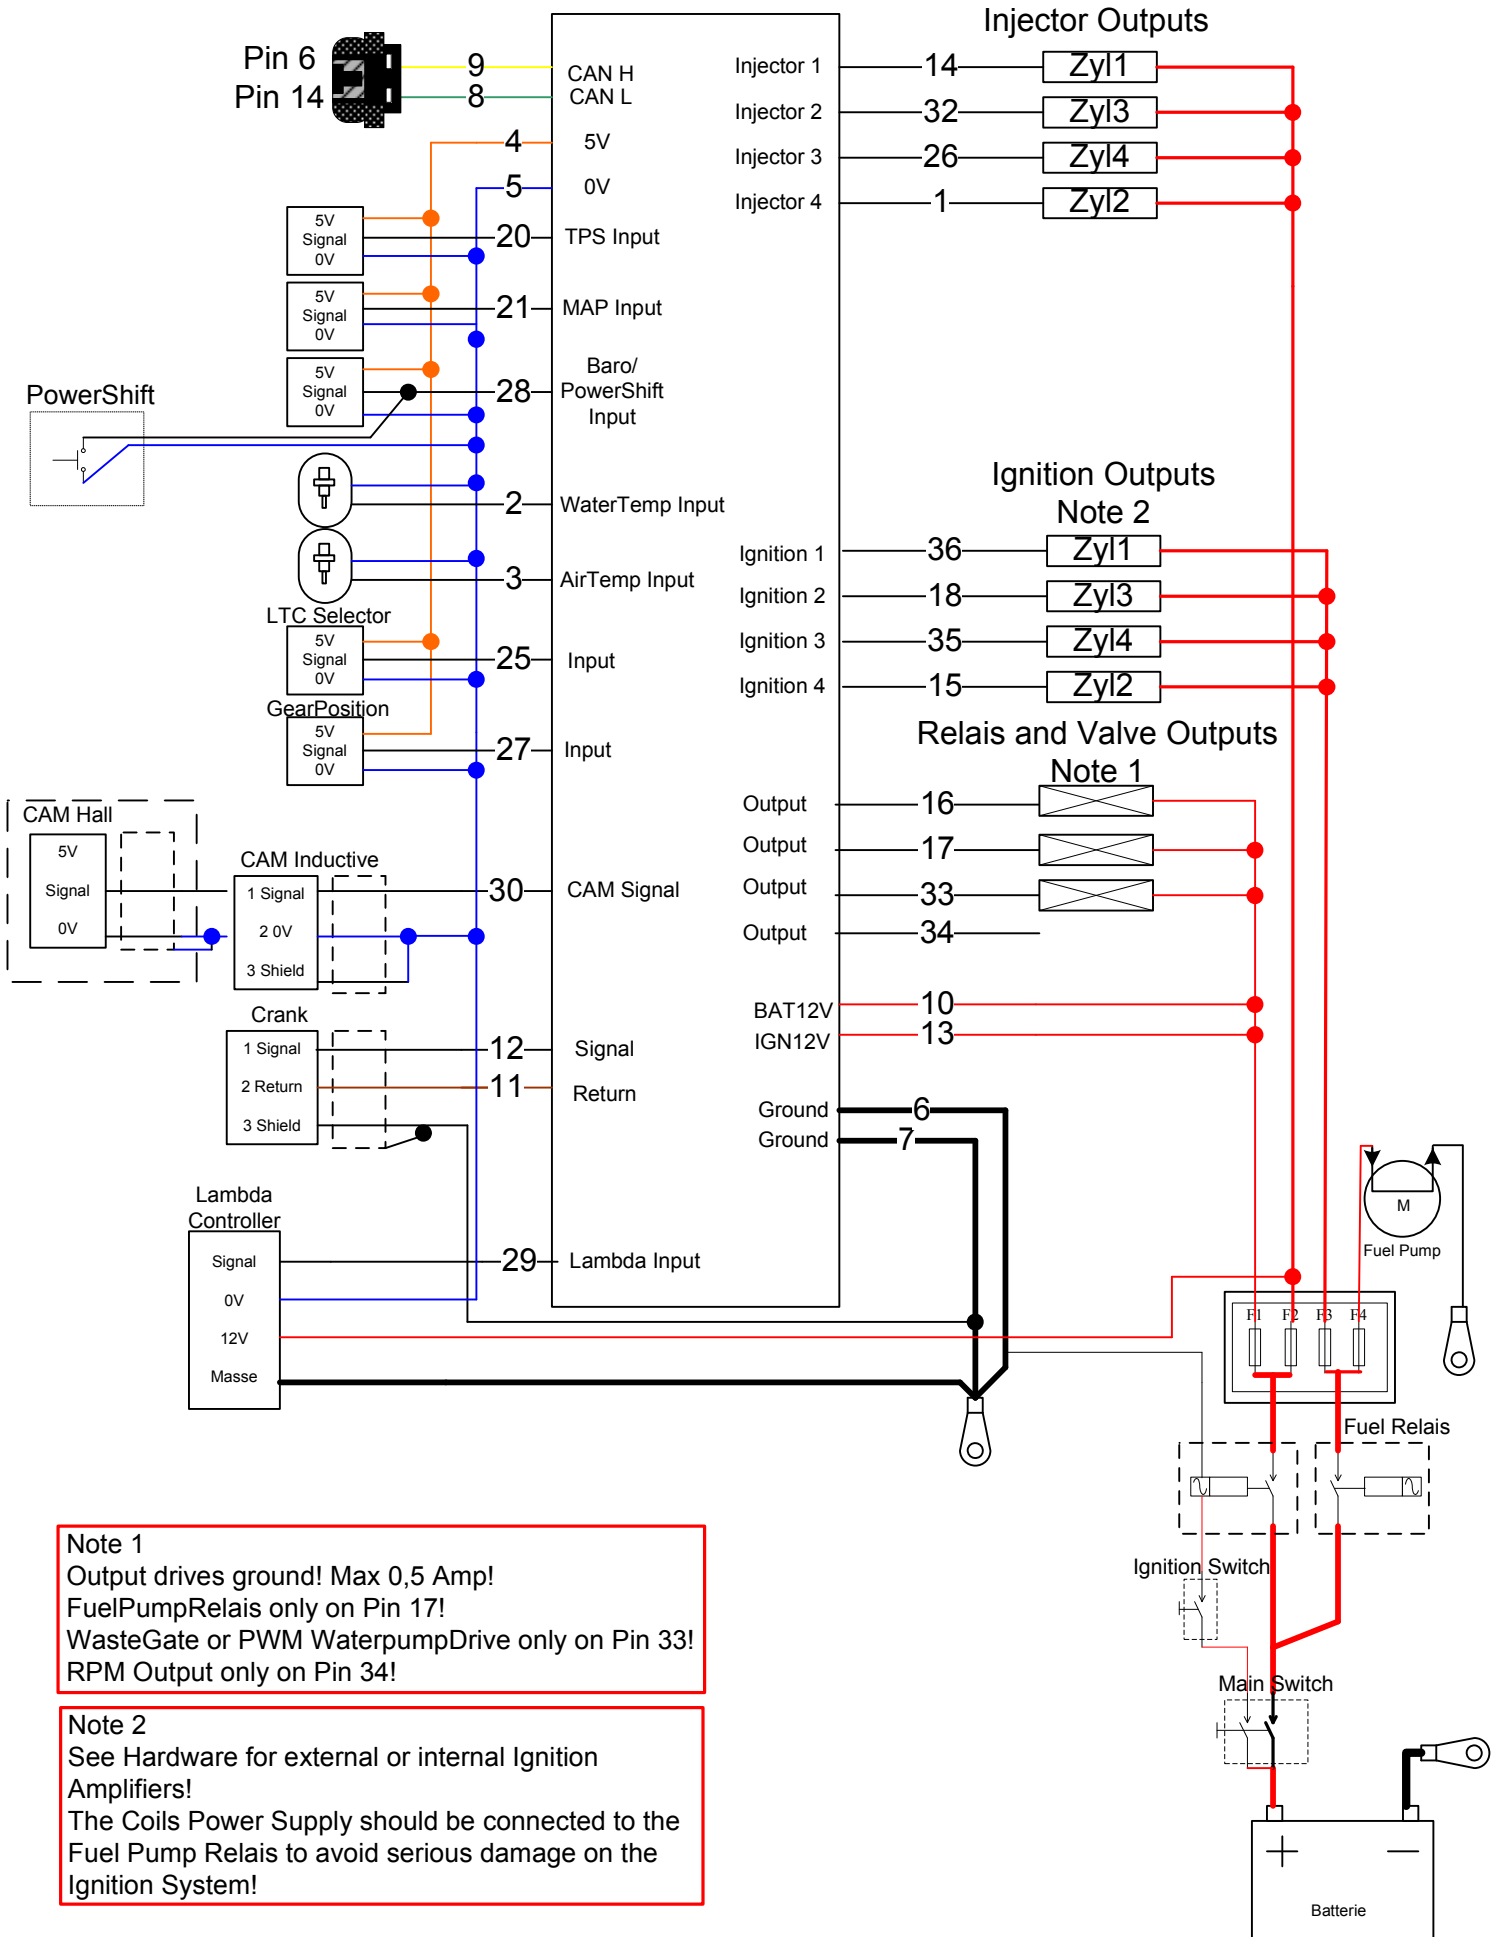 Injector Outputs
Pin 6
Pin 14
9
8
CAN H
CAN L
4
5V
5
0V
5V
Signal
0V
20
TPS Input
5V
Signal
0V
21
MAP Input
5V
Signal
0V
28
Baro/
PowerShift
Input
PowerShift
2
WaterTemp Input
3
AirTemp Input
LTC Selector
5V
Signal
0V
25
Input
GearPosition
5V
Signal
0V
27
Input
CAM Hall
5V
Signal
0V
CAM Inductive
1 Signal
2 0V
3 Shield
30
CAM Signal
Crank
1 Signal
2 Return
3 Shield
12
Signal
11
Return
Lambda
Controller
Signal
0V
12V
Masse
29
Lambda Input
Injector 1
14
Zyl1
Injector 2
32
Zyl3
Injector 3
26
Zyl4
Injector 4
1
Zyl2
Ignition Outputs
Note 2
Ignition 1
36
Zyl1
Ignition 2
18
Zyl3
Ignition 3
35
Zyl4
Ignition 4
15
Zyl2
Relais and Valve Outputs
Note 1
Output
16
Output
17
Output
33
Output
34
BAT12V
10
IGN12V
13
Ground
6
Ground
7
M
Fuel Pump
F1 F2 F3 F4
Fuel Relais
Ignition Switch
Main Switch
Batterie
Note 1
Output drives ground! Max 0,5 Amp!
FuelPumpRelais only on Pin 17!
WasteGate or PWM WaterpumpDrive only on Pin 33!
RPM Output only on Pin 34!
Note 2
See Hardware for external or internal Ignition
Amplifiers!
The Coils Power Supply should be connected to the
Fuel Pump Relais to avoid serious damage on the
Ignition System!